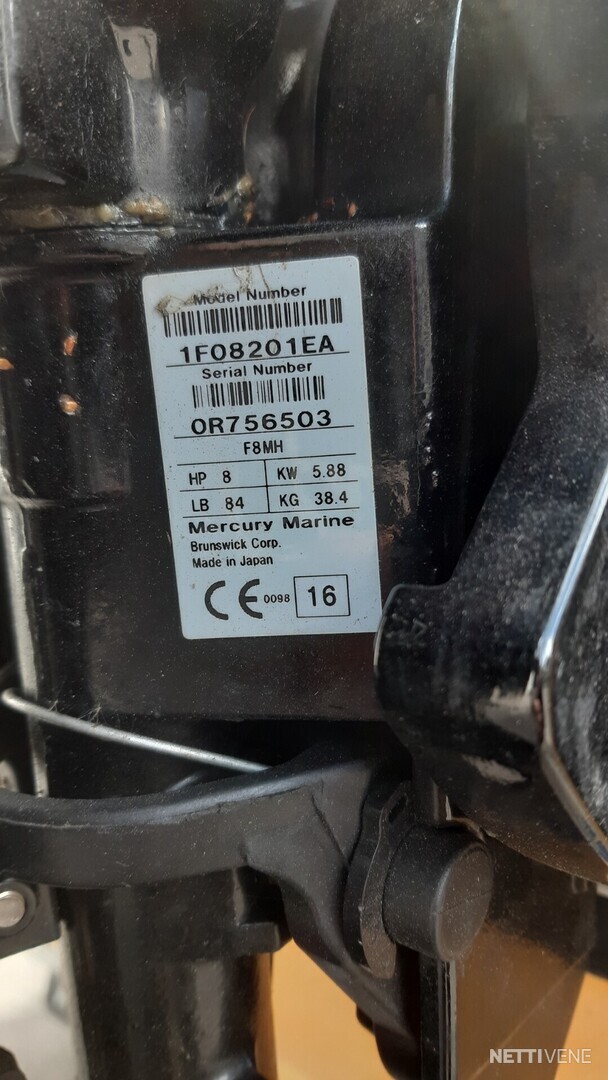 Model Number
1F08201EA
Serial Number
0R756503
F8MH
HP 8 KW 5.88
LB 84 KG 38.4
Mercury Marine
Brunswick Corp.
Made in Japan
CE 0098 16
NETTIVENE